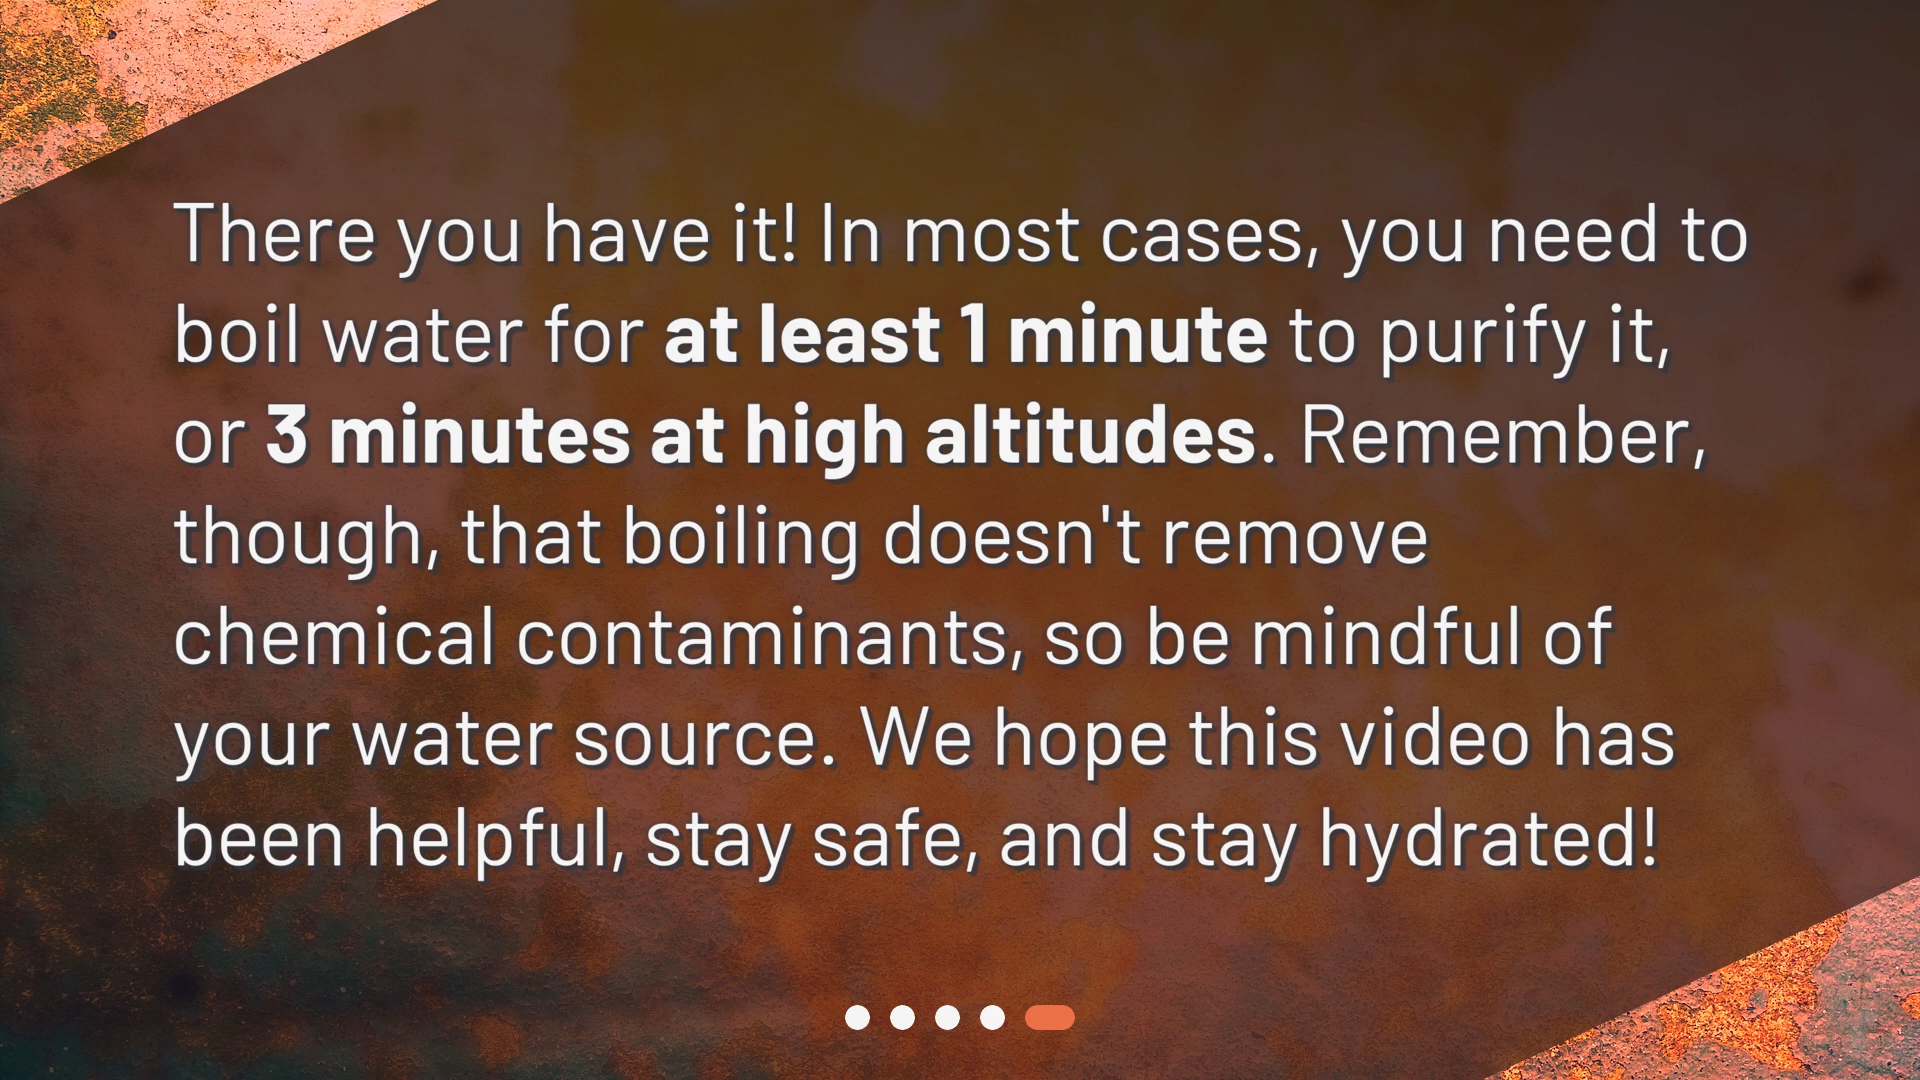 There you have it! In most cases, you need to
boil water for at least 1 minute to purify it,
or 3 minutes at high altitudes. Remember,
though, that boiling doesn't remove
chemical contaminants, so be mindful of
your water source. We hope this video has
been helpful, stay safe, and stay hydrated!